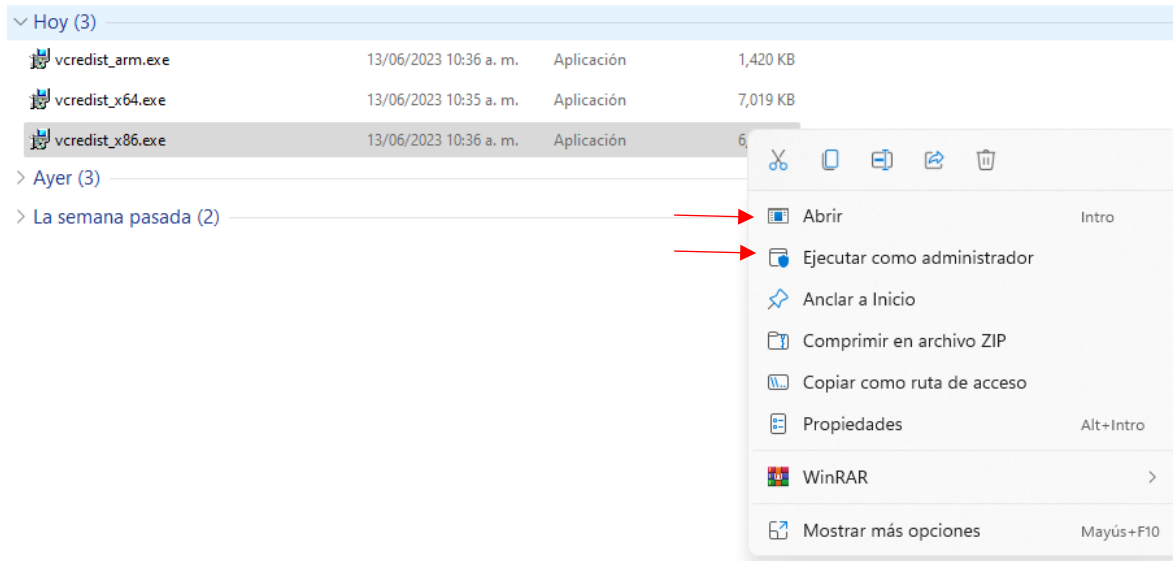 Hoy (3)
vcredist_arm.exe 13/06/2023 10:36 a. m. Aplicación 1,420 KB
vcredist_x64.exe 13/06/2023 10:35 a. m. Aplicación 7,019 KB
vcredist_x86.exe 13/06/2023 10:36 a. m. Aplicación 6,
Ayer (3)
La semana pasada (2)
Abrir Intro
Ejecutar como administrador
Anclar a Inicio
Comprimir en archivo ZIP
Copiar como ruta de acceso
Propiedades Alt+Intro
WinRAR
Mostrar más opciones Mayús+F10